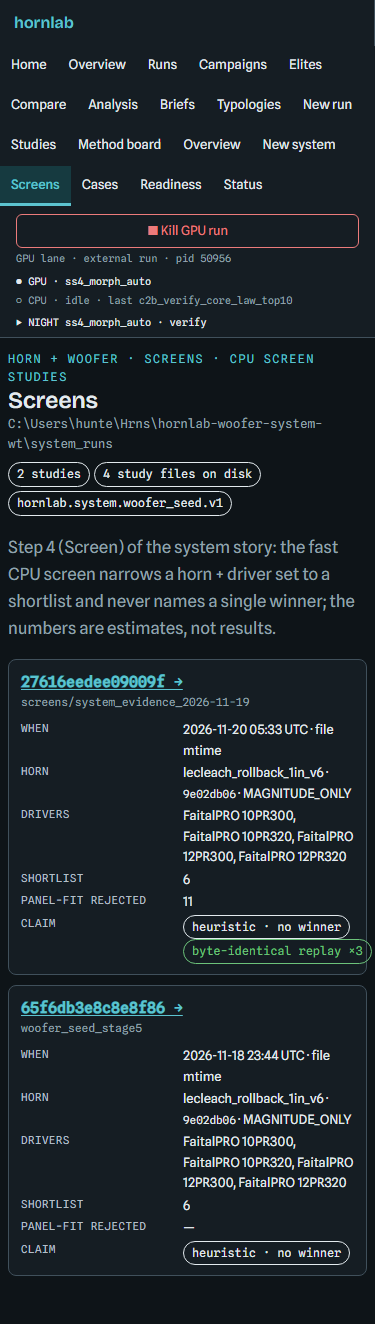 hornlab
Home Overview Runs Campaigns Elites
Compare Analysis Briefs Typologies New run
Studies Method board Overview New system
Screens Cases Readiness Status
Kill GPU run
GPU lane · external run · pid 50956
● GPU · ss4_morph_auto
○ CPU · idle · last c2b_verify_core_law_top10
▶ NIGHT ss4_morph_auto · verify
HORN + WOOFER · SCREENS · CPU SCREEN
STUDIES
Screens
C:\Users\hunte\Hrns\hornlab-woofer-system-
wt\system_runs
2 studies 4 study files on disk
hornlab.system.woofer_seed.v1
Step 4 (Screen) of the system story: the fast
CPU screen narrows a horn + driver set to a
shortlist and never names a single winner; the
numbers are estimates, not results.
27616eedee09009f →
screens/system_evidence_2026-11-19
WHEN 2026-11-20 05:33 UTC · file
mtime
HORN lecleach_rollback_1in_v6 ·
9e02db06 · MAGNITUDE_ONLY
DRIVERS FaitalPRO 10PR300,
FaitalPRO 10PR320, FaitalPRO
12PR300, FaitalPRO 12PR320
SHORTLIST 6
PANEL-FIT REJECTED 11
CLAIM heuristic · no winner
byte-identical replay ×3
65f6db3e8c8e8f86 →
woofer_seed_stage5
WHEN 2026-11-18 23:44 UTC · file
mtime
HORN lecleach_rollback_1in_v6 ·
9e02db06 · MAGNITUDE_ONLY
DRIVERS FaitalPRO 10PR300,
FaitalPRO 10PR320, FaitalPRO
12PR300, FaitalPRO 12PR320
SHORTLIST 6
PANEL-FIT REJECTED —
CLAIM heuristic · no winner